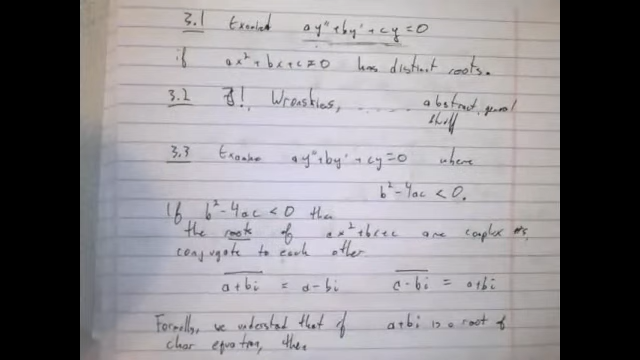 3.1 Examined ay" + by' + cy = 0
if ax² + bx + c = 0 has distinct roots.
3.2 ∃!, Wronskian, ........ abstract, general
stuff
3.3 Examine ay" + by' + cy = 0 where
b² - 4ac < 0.
If b² - 4ac < 0 then
the roots of ax² + bx + c are complex #s,
conjugate to each other
a+bi = a-bi a-bi = a+bi
Formally, we understand that if a+bi is a root of
char equation, then